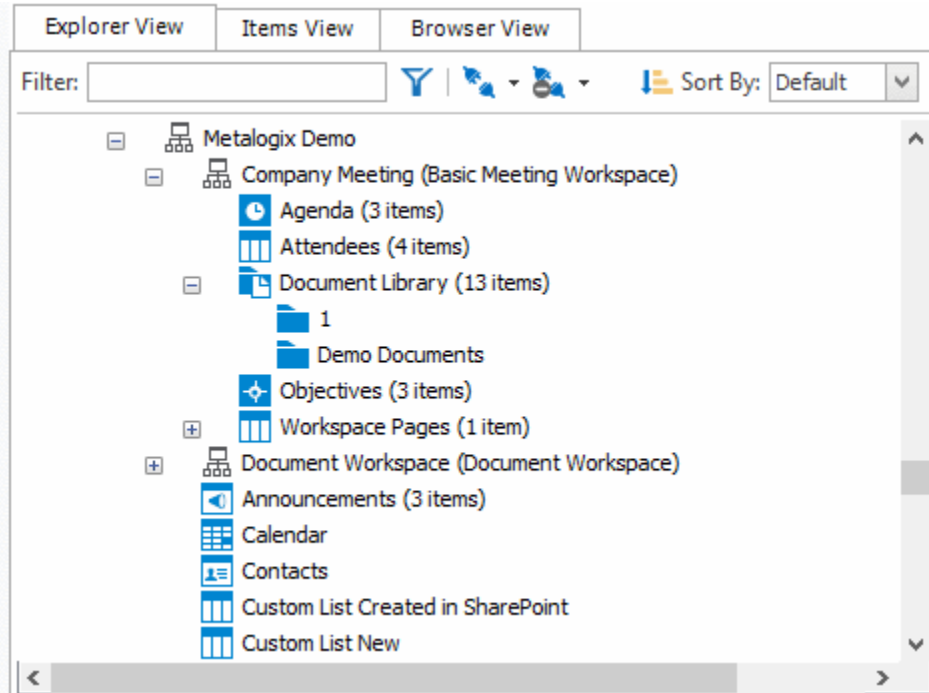 Explorer View Items View Browser View
Filter: Sort By: Default
Metalogix Demo
Company Meeting (Basic Meeting Workspace)
Agenda (3 items)
Attendees (4 items)
Document Library (13 items)
1
Demo Documents
Objectives (3 items)
Workspace Pages (1 item)
Document Workspace (Document Workspace)
Announcements (3 items)
Calendar
Contacts
Custom List Created in SharePoint
Custom List New